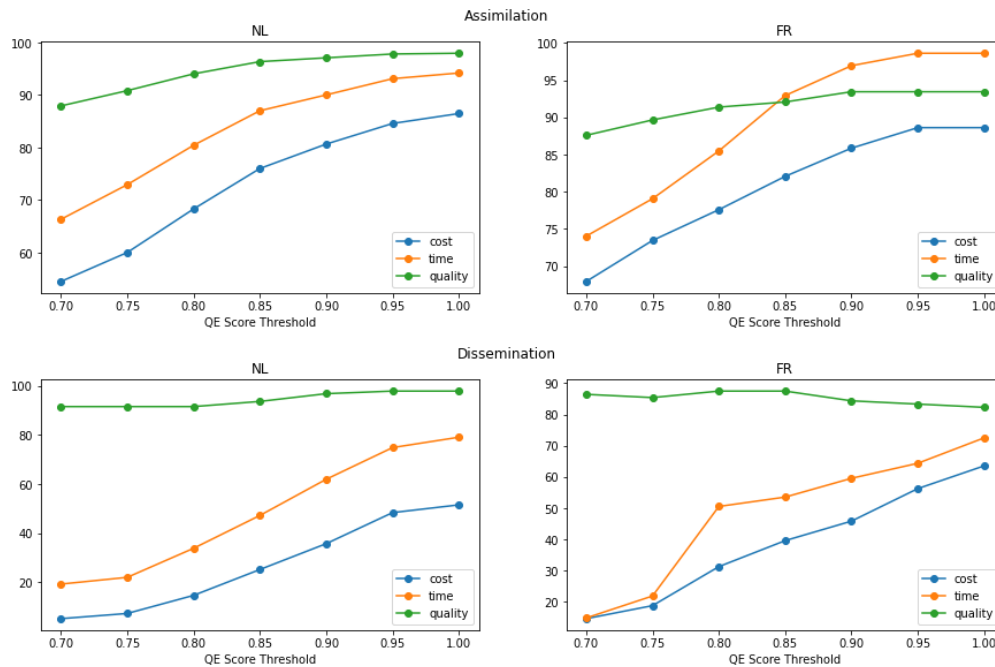 Assimilation
NL
FR
100
90
80
70
60
0.70 0.75 0.80 0.85 0.90 0.95 1.00
QE Score Threshold
cost
time
quality
100
95
90
85
80
75
70
0.70 0.75 0.80 0.85 0.90 0.95 1.00
QE Score Threshold
cost
time
quality
Dissemination
NL
FR
100
80
60
40
20
0.70 0.75 0.80 0.85 0.90 0.95 1.00
QE Score Threshold
cost
time
quality
90
80
70
60
50
40
30
20
0.70 0.75 0.80 0.85 0.90 0.95 1.00
QE Score Threshold
cost
time
quality